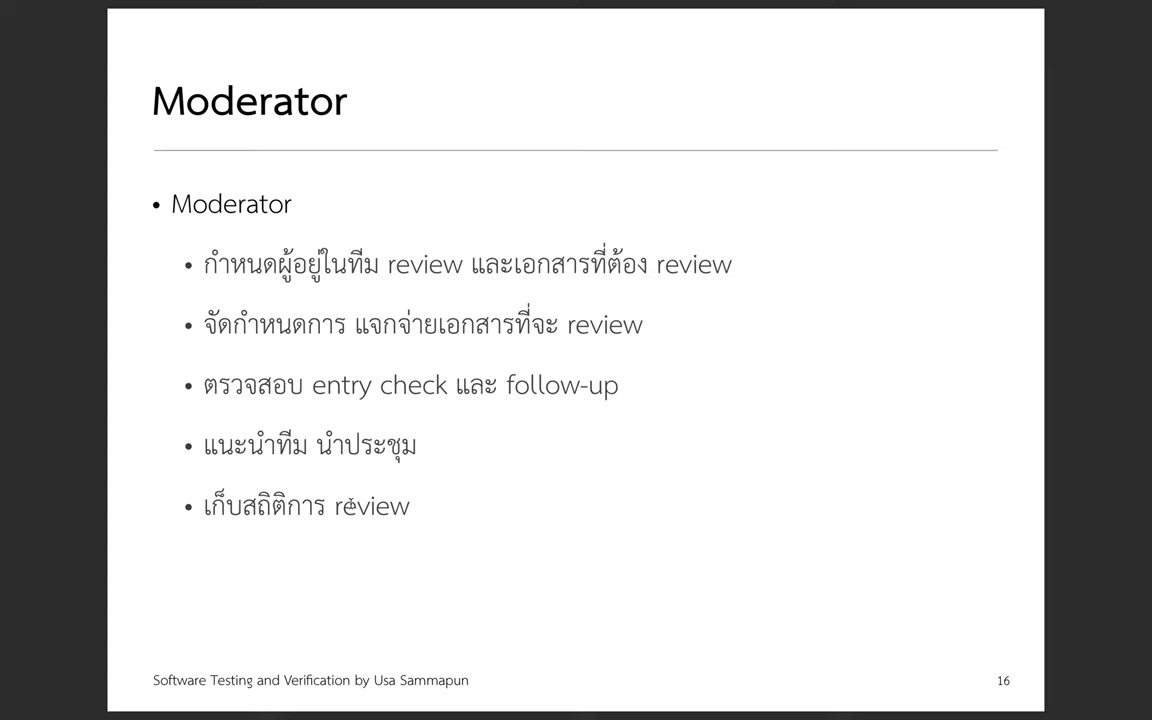 Moderator
• Moderator
• กำหนดผู้อยู่ในทีม review และเอกสารที่ต้อง review
• จัดกำหนดการ แจกจ่ายเอกสารที่จะ review
• ตรวจสอบ entry check และ follow-up
• แนะนำทีม นำประชุม
• เก็บสถิติการ review
Software Testing and Verification by Usa Sammapun
16